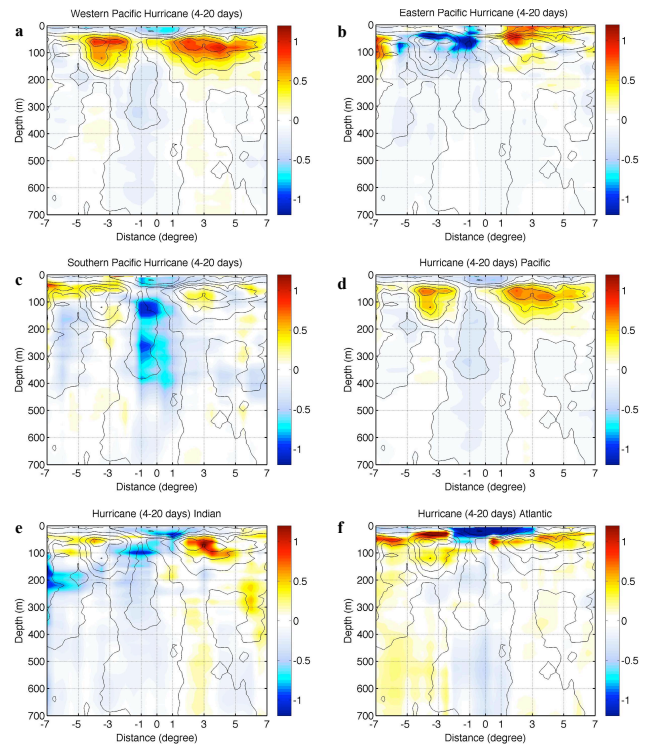 Western Pacific Hurricane (4-20 days)
a
Depth (m)
0
100
200
300
400
500
600
700
-7 -5 -3 -1 0 1 3 5 7
Distance (degree)
1
0.5
0
-0.5
-1
Eastern Pacific Hurricane (4-20 days)
b
Depth (m)
0
100
200
300
400
500
600
700
-7 -5 -3 -1 0 1 3 5 7
Distance (degree)
1
0.5
0
-0.5
-1
Southern Pacific Hurricane (4-20 days)
c
Depth (m)
0
100
200
300
400
500
600
700
-7 -5 -3 -1 0 1 3 5 7
Distance (degree)
1
0.5
0
-0.5
-1
Hurricane (4-20 days) Pacific
d
Depth (m)
0
100
200
300
400
500
600
700
-7 -5 -3 -1 0 1 3 5 7
Distance (degree)
1
0.5
0
-0.5
-1
Hurricane (4-20 days) Indian
e
Depth (m)
0
100
200
300
400
500
600
700
-7 -5 -3 -1 0 1 3 5 7
Distance (degree)
1
0.5
0
-0.5
-1
Hurricane (4-20 days) Atlantic
f
Depth (m)
0
100
200
300
400
500
600
700
-7 -5 -3 -1 0 1 3 5 7
Distance (degree)
1
0.5
0
-0.5
-1